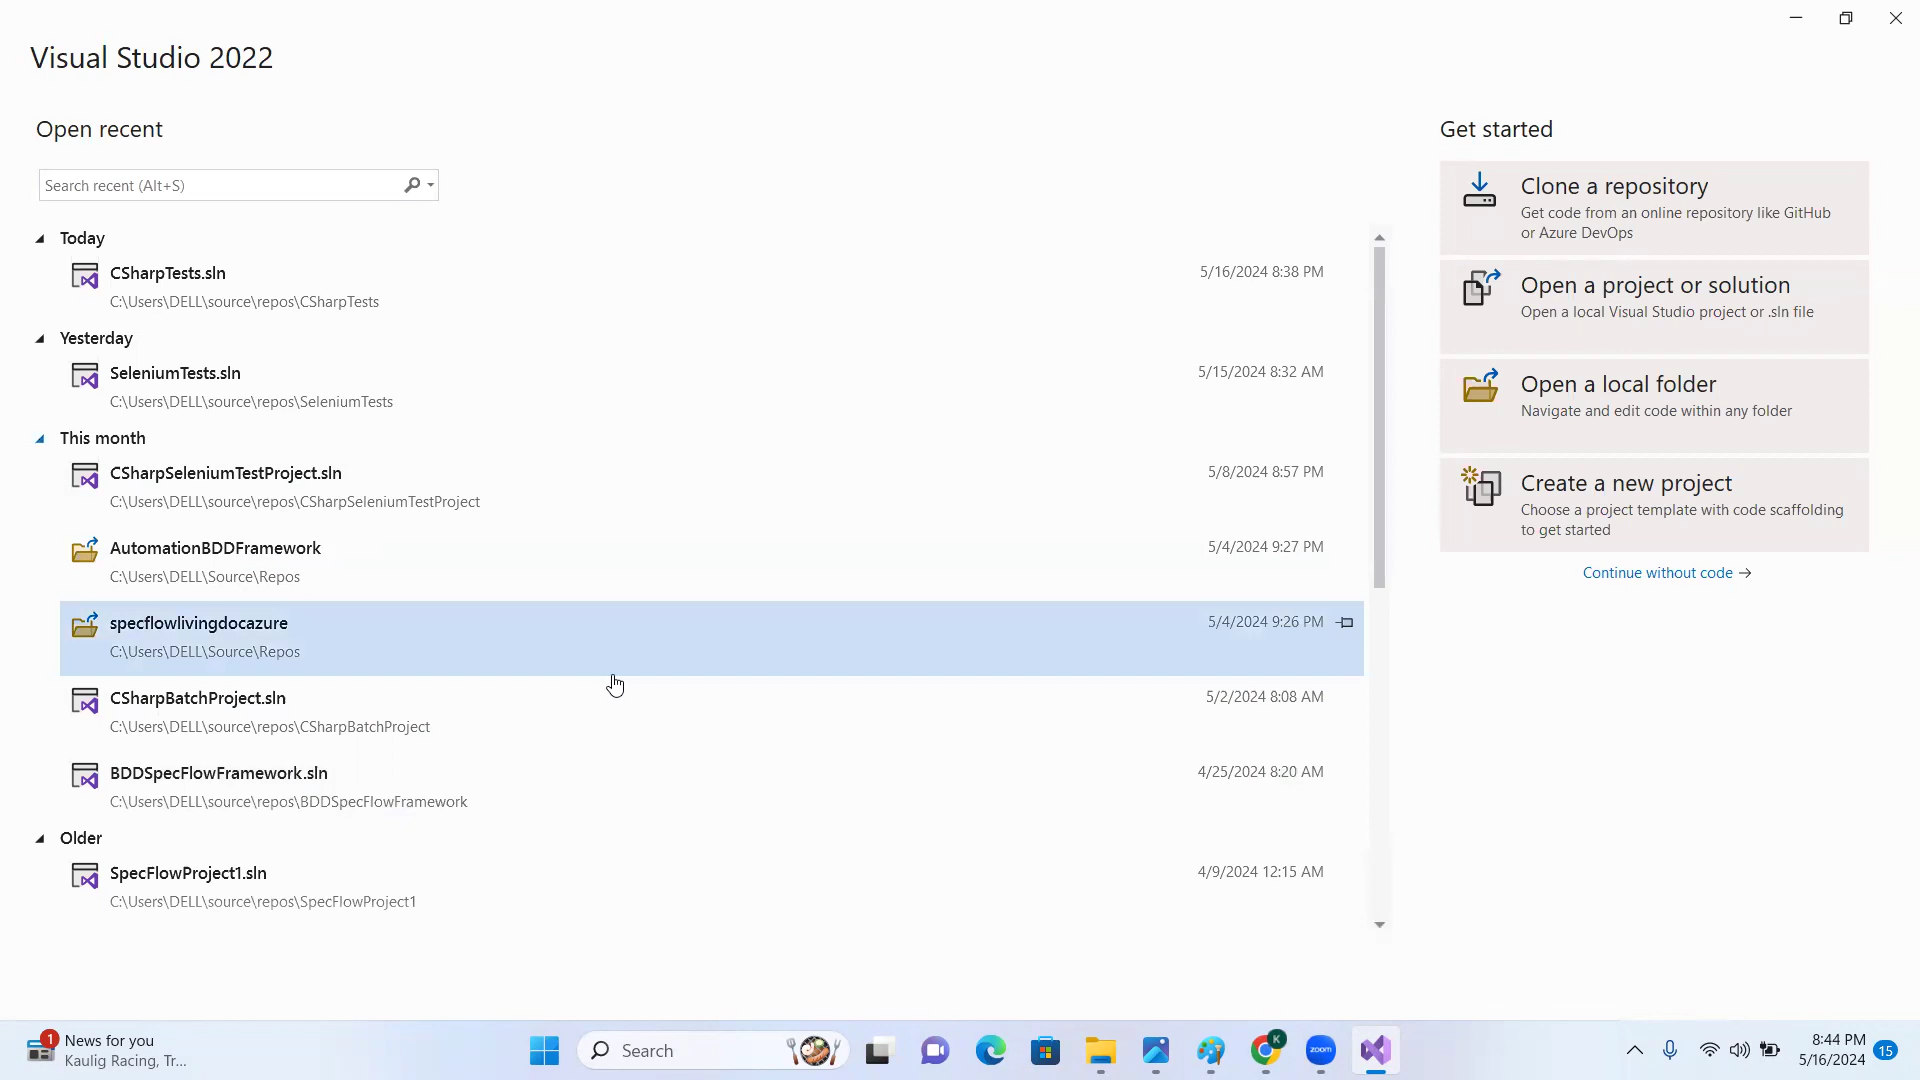 Visual Studio 2022
Open recent
Search recent (Alt+S)
Today
CSharpTests.sln
5/16/2024 8:38 PM
C:\Users\DELL\source\repos\CSharpTests
Yesterday
SeleniumTests.sln
5/15/2024 8:32 AM
C:\Users\DELL\source\repos\SeleniumTests
This month
CSharpSeleniumTestProject.sln
5/8/2024 8:57 PM
C:\Users\DELL\source\repos\CSharpSeleniumTestProject
AutomationBDDFramework
5/4/2024 9:27 PM
C:\Users\DELL\Source\Repos
specflowlivingdocazure
5/4/2024 9:26 PM
C:\Users\DELL\Source\Repos
CSharpBatchProject.sln
5/2/2024 8:08 AM
C:\Users\DELL\source\repos\CSharpBatchProject
BDDSpecFlowFramework.sln
4/25/2024 8:20 AM
C:\Users\DELL\source\repos\BDDSpecFlowFramework
Older
SpecFlowProject1.sln
4/9/2024 12:15 AM
C:\Users\DELL\source\repos\SpecFlowProject1
Get started
Clone a repository
Get code from an online repository like GitHub
or Azure DevOps
Open a project or solution
Open a local Visual Studio project or .sln file
Open a local folder
Navigate and edit code within any folder
Create a new project
Choose a project template with code scaffolding
to get started
Continue without code →
1
News for you
Kaulig Racing, Tr...
Search
K
zoom
8:44 PM
5/16/2024
15